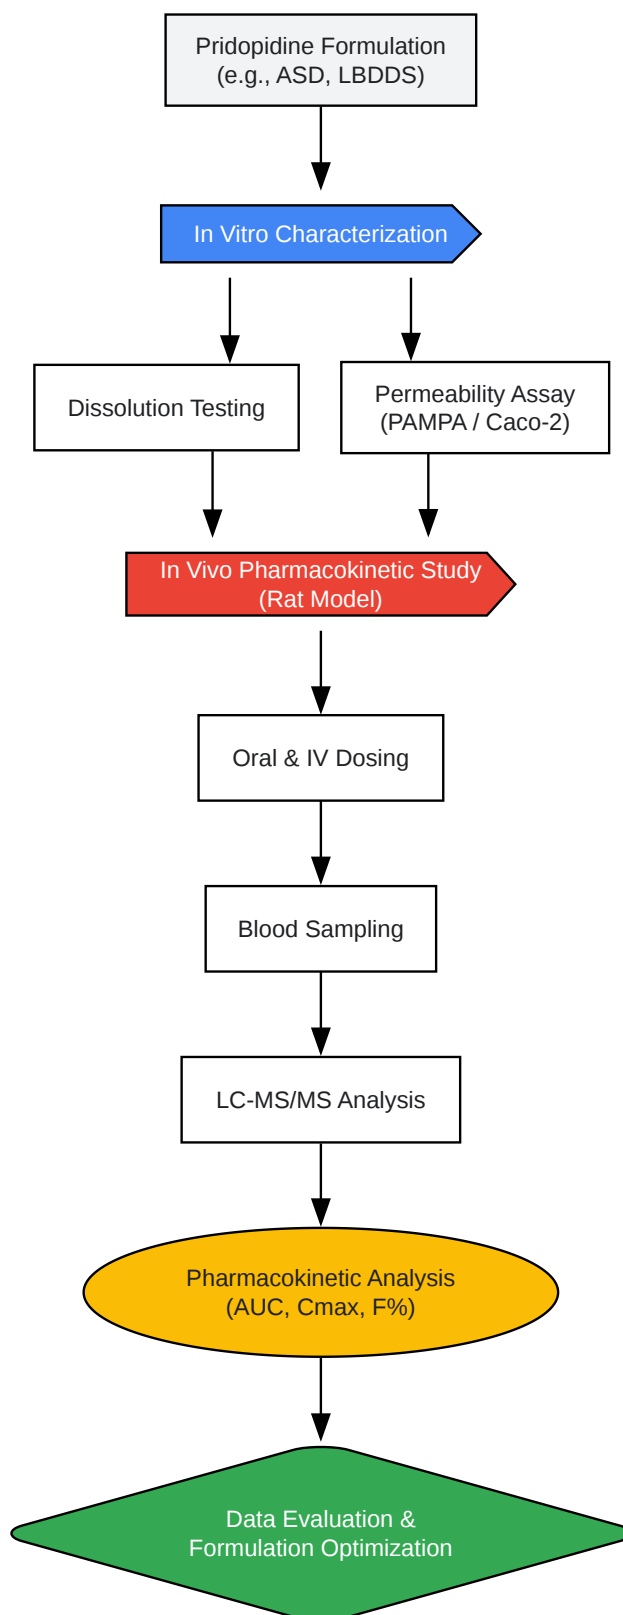 Pridopidine Formulation
(e.g., ASD, LBDDS)
In Vitro Characterization
Dissolution Testing
Permeability Assay
(PAMPA / Caco-2)
In Vivo Pharmacokinetic Study
(Rat Model)
Oral & IV Dosing
Blood Sampling
LC-MS/MS Analysis
Pharmacokinetic Analysis
(AUC, Cmax, F%)
Data Evaluation &
Formulation Optimization